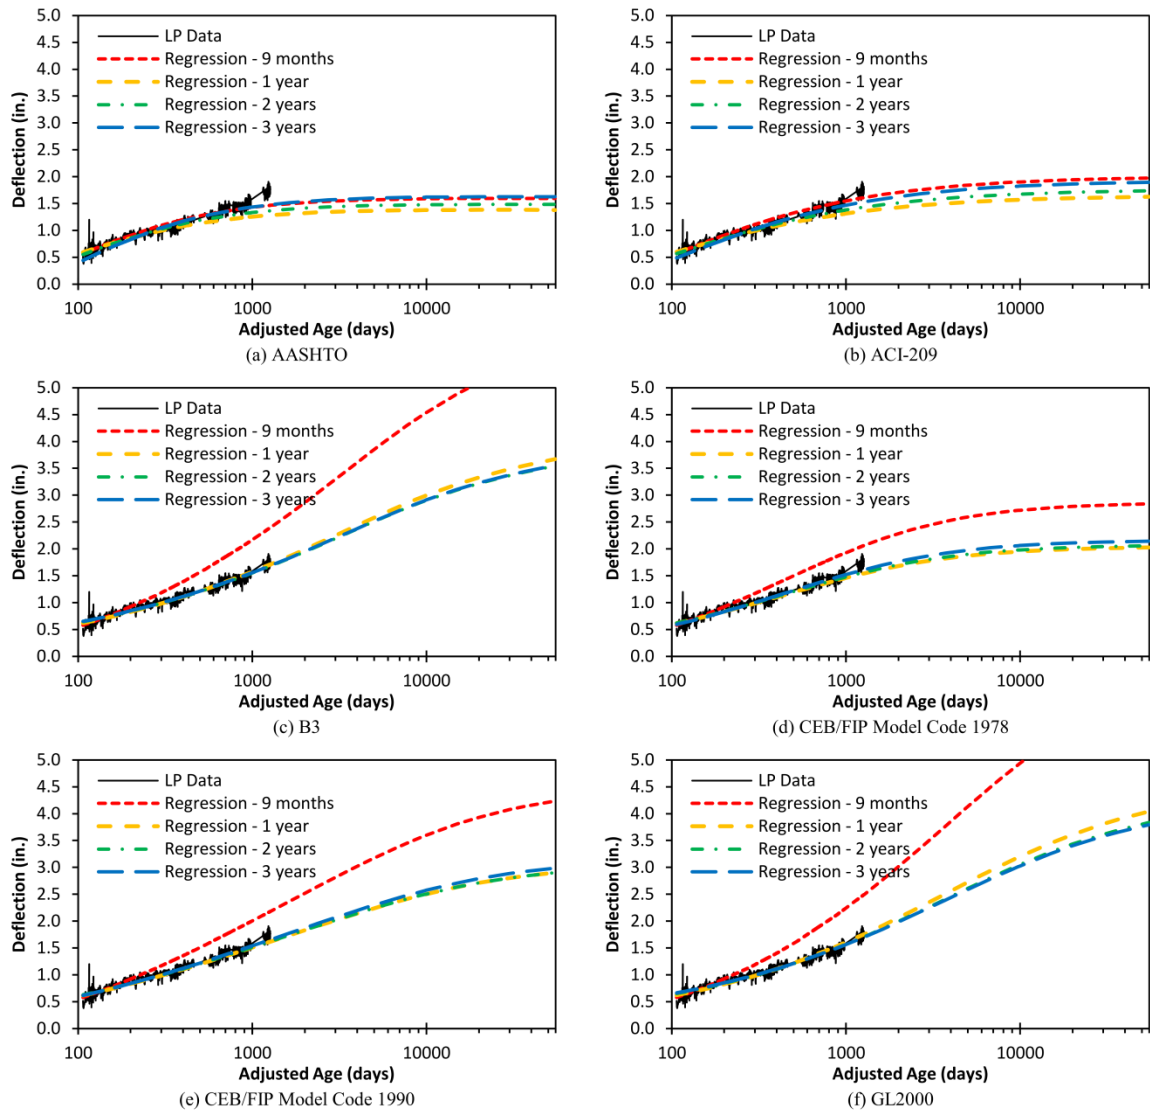 5.0
4.5
4.0
3.5
3.0
2.5
2.0
1.5
1.0
0.5
0.0
Deflection (in.)
LP Data
Regression - 9 months
Regression - 1 year
Regression - 2 years
Regression - 3 years
100
1000
10000
Adjusted Age (days)
(a) AASHTO
5.0
4.5
4.0
3.5
3.0
2.5
2.0
1.5
1.0
0.5
0.0
Deflection (in.)
LP Data
Regression - 9 months
Regression - 1 year
Regression - 2 years
Regression - 3 years
100
1000
10000
Adjusted Age (days)
(b) ACI-209
5.0
4.5
4.0
3.5
3.0
2.5
2.0
1.5
1.0
0.5
0.0
Deflection (in.)
LP Data
Regression - 9 months
Regression - 1 year
Regression - 2 years
Regression - 3 years
100
1000
10000
Adjusted Age (days)
(c) B3
5.0
4.5
4.0
3.5
3.0
2.5
2.0
1.5
1.0
0.5
0.0
Deflection (in.)
LP Data
Regression - 9 months
Regression - 1 year
Regression - 2 years
Regression - 3 years
100
1000
10000
Adjusted Age (days)
(d) CEB/FIP Model Code 1978
5.0
4.5
4.0
3.5
3.0
2.5
2.0
1.5
1.0
0.5
0.0
Deflection (in.)
LP Data
Regression - 9 months
Regression - 1 year
Regression - 2 years
Regression - 3 years
100
1000
10000
Adjusted Age (days)
(e) CEB/FIP Model Code 1990
5.0
4.5
4.0
3.5
3.0
2.5
2.0
1.5
1.0
0.5
0.0
Deflection (in.)
LP Data
Regression - 9 months
Regression - 1 year
Regression - 2 years
Regression - 3 years
100
1000
10000
Adjusted Age (days)
(f) GL2000